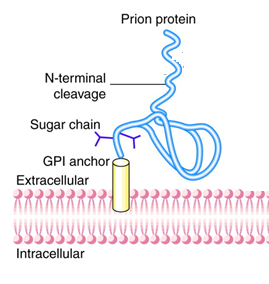 Prion protein
N-terminal
cleavage
Sugar chain
GPI anchor
Extracellular
Intracellular